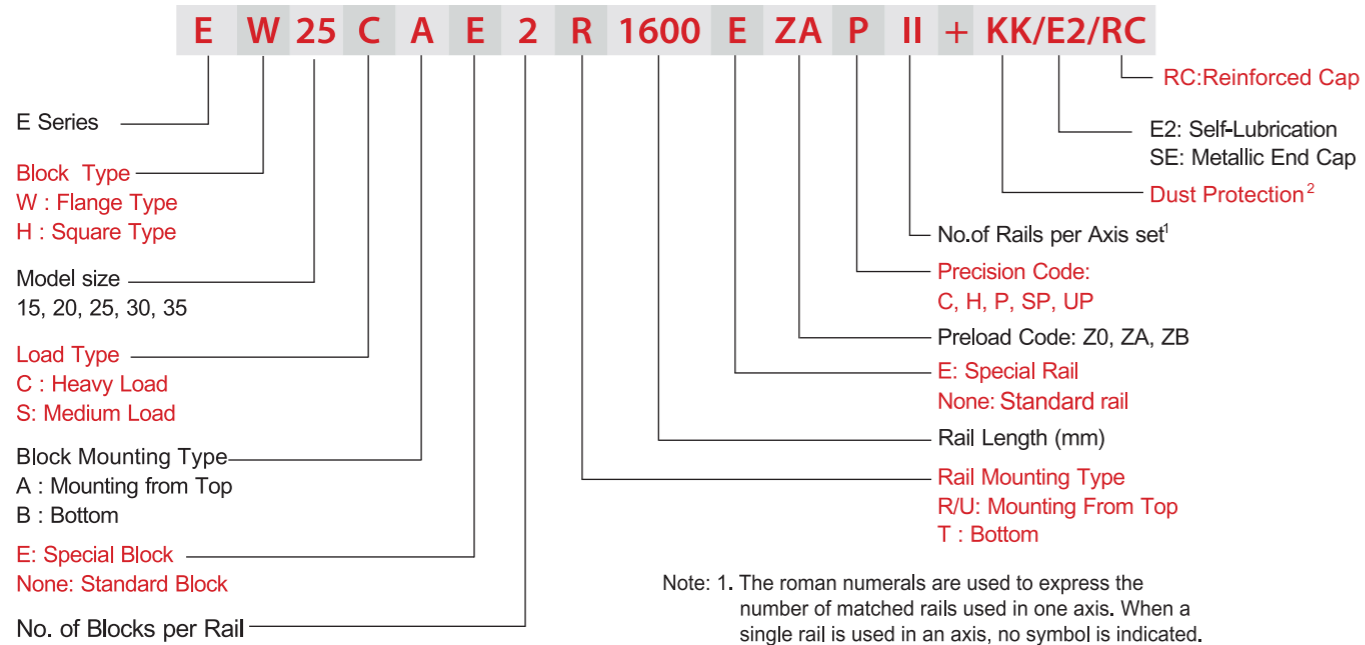 E W 25 C A E 2 R 1600 E ZA P II + KK/E2/RC
E Series
Block Type
W : Flange Type
H : Square Type
Model size
15, 20, 25, 30, 35
Load Type
C : Heavy Load
S: Medium Load
Block Mounting Type
A : Mounting from Top
B : Bottom
E: Special Block
None: Standard Block
No. of Blocks per Rail
RC:Reinforced Cap
E2: Self-Lubrication
SE: Metallic End Cap
Dust Protection²
No.of Rails per Axis set¹
Precision Code:
C, H, P, SP, UP
Preload Code: Z0, ZA, ZB
E: Special Rail
None: Standard rail
Rail Length (mm)
Rail Mounting Type
R/U: Mounting From Top
T : Bottom
Note: 1. The roman numerals are used to express the
number of matched rails used in one axis. When a
single rail is used in an axis, no symbol is indicated.